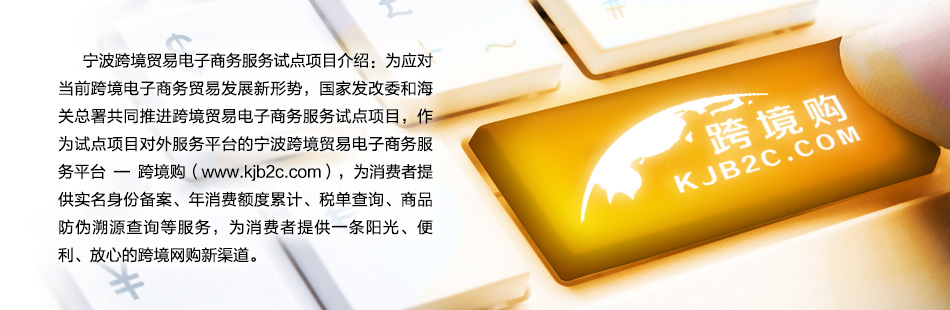 宁波跨境贸易电子商务服务试点项目介绍：为应对
当前跨境电子商务贸易发展新形势，国家发改委和海
关总署共同推进跨境贸易电子商务服务试点项目，作
为试点项目对外服务平台的宁波跨境贸易电子商务服
务平台 — 跨境购（www.kjb2c.com），为消费者提
供实名身份备案、年消费额度累计、税单查询、商品
防伪溯源查询等服务，为消费者提供一条阳光、便
利、放心的跨境网购新渠道。
跨境购
KJB2C.COM
$
£
~
¥